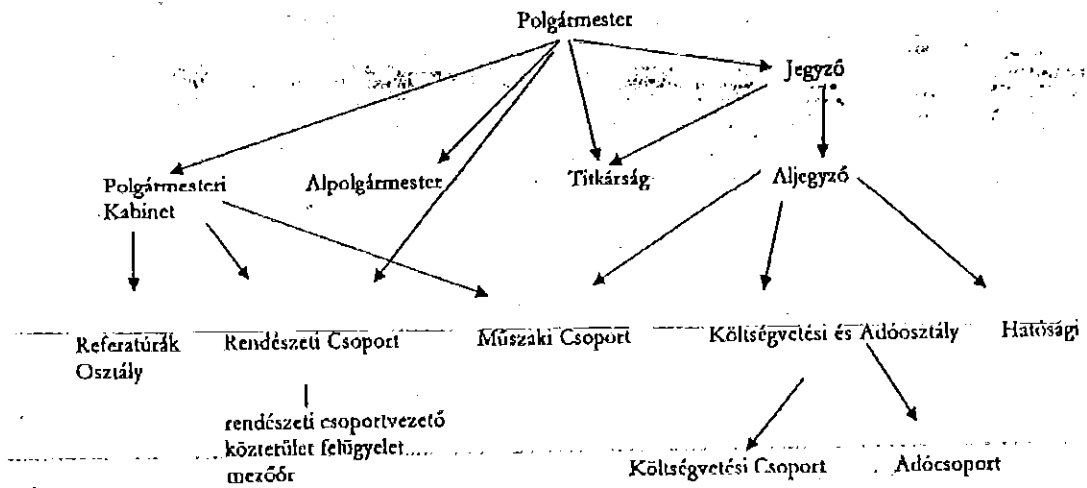 Polgármester
Jegyző
Polgármesteri
Kabinet
Alpolgármester
Titkárság
Aljegyző
Referatúrák
Osztály
Rendészeti Csoport
Műszaki Csoport
Költségvetési és Adóosztály
Hatósági
rendészeti csoportvezető
közterület felügyelet
mezőőr
Költségvetési Csoport
Adócsoport